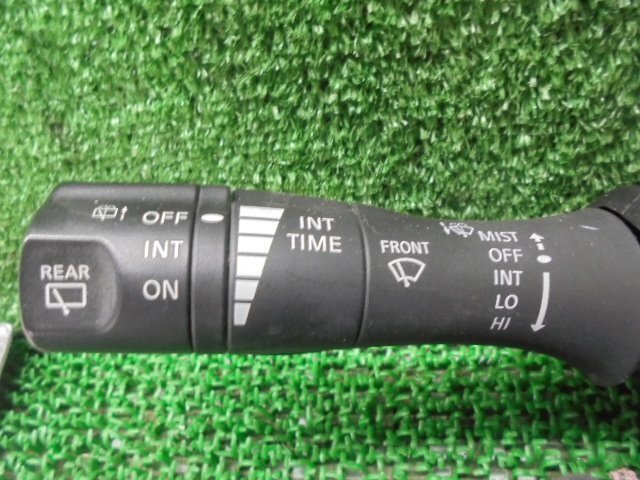 OFF
INT
ON
REAR
INT
TIME
FRONT
MIST
OFF
INT
LO
HI